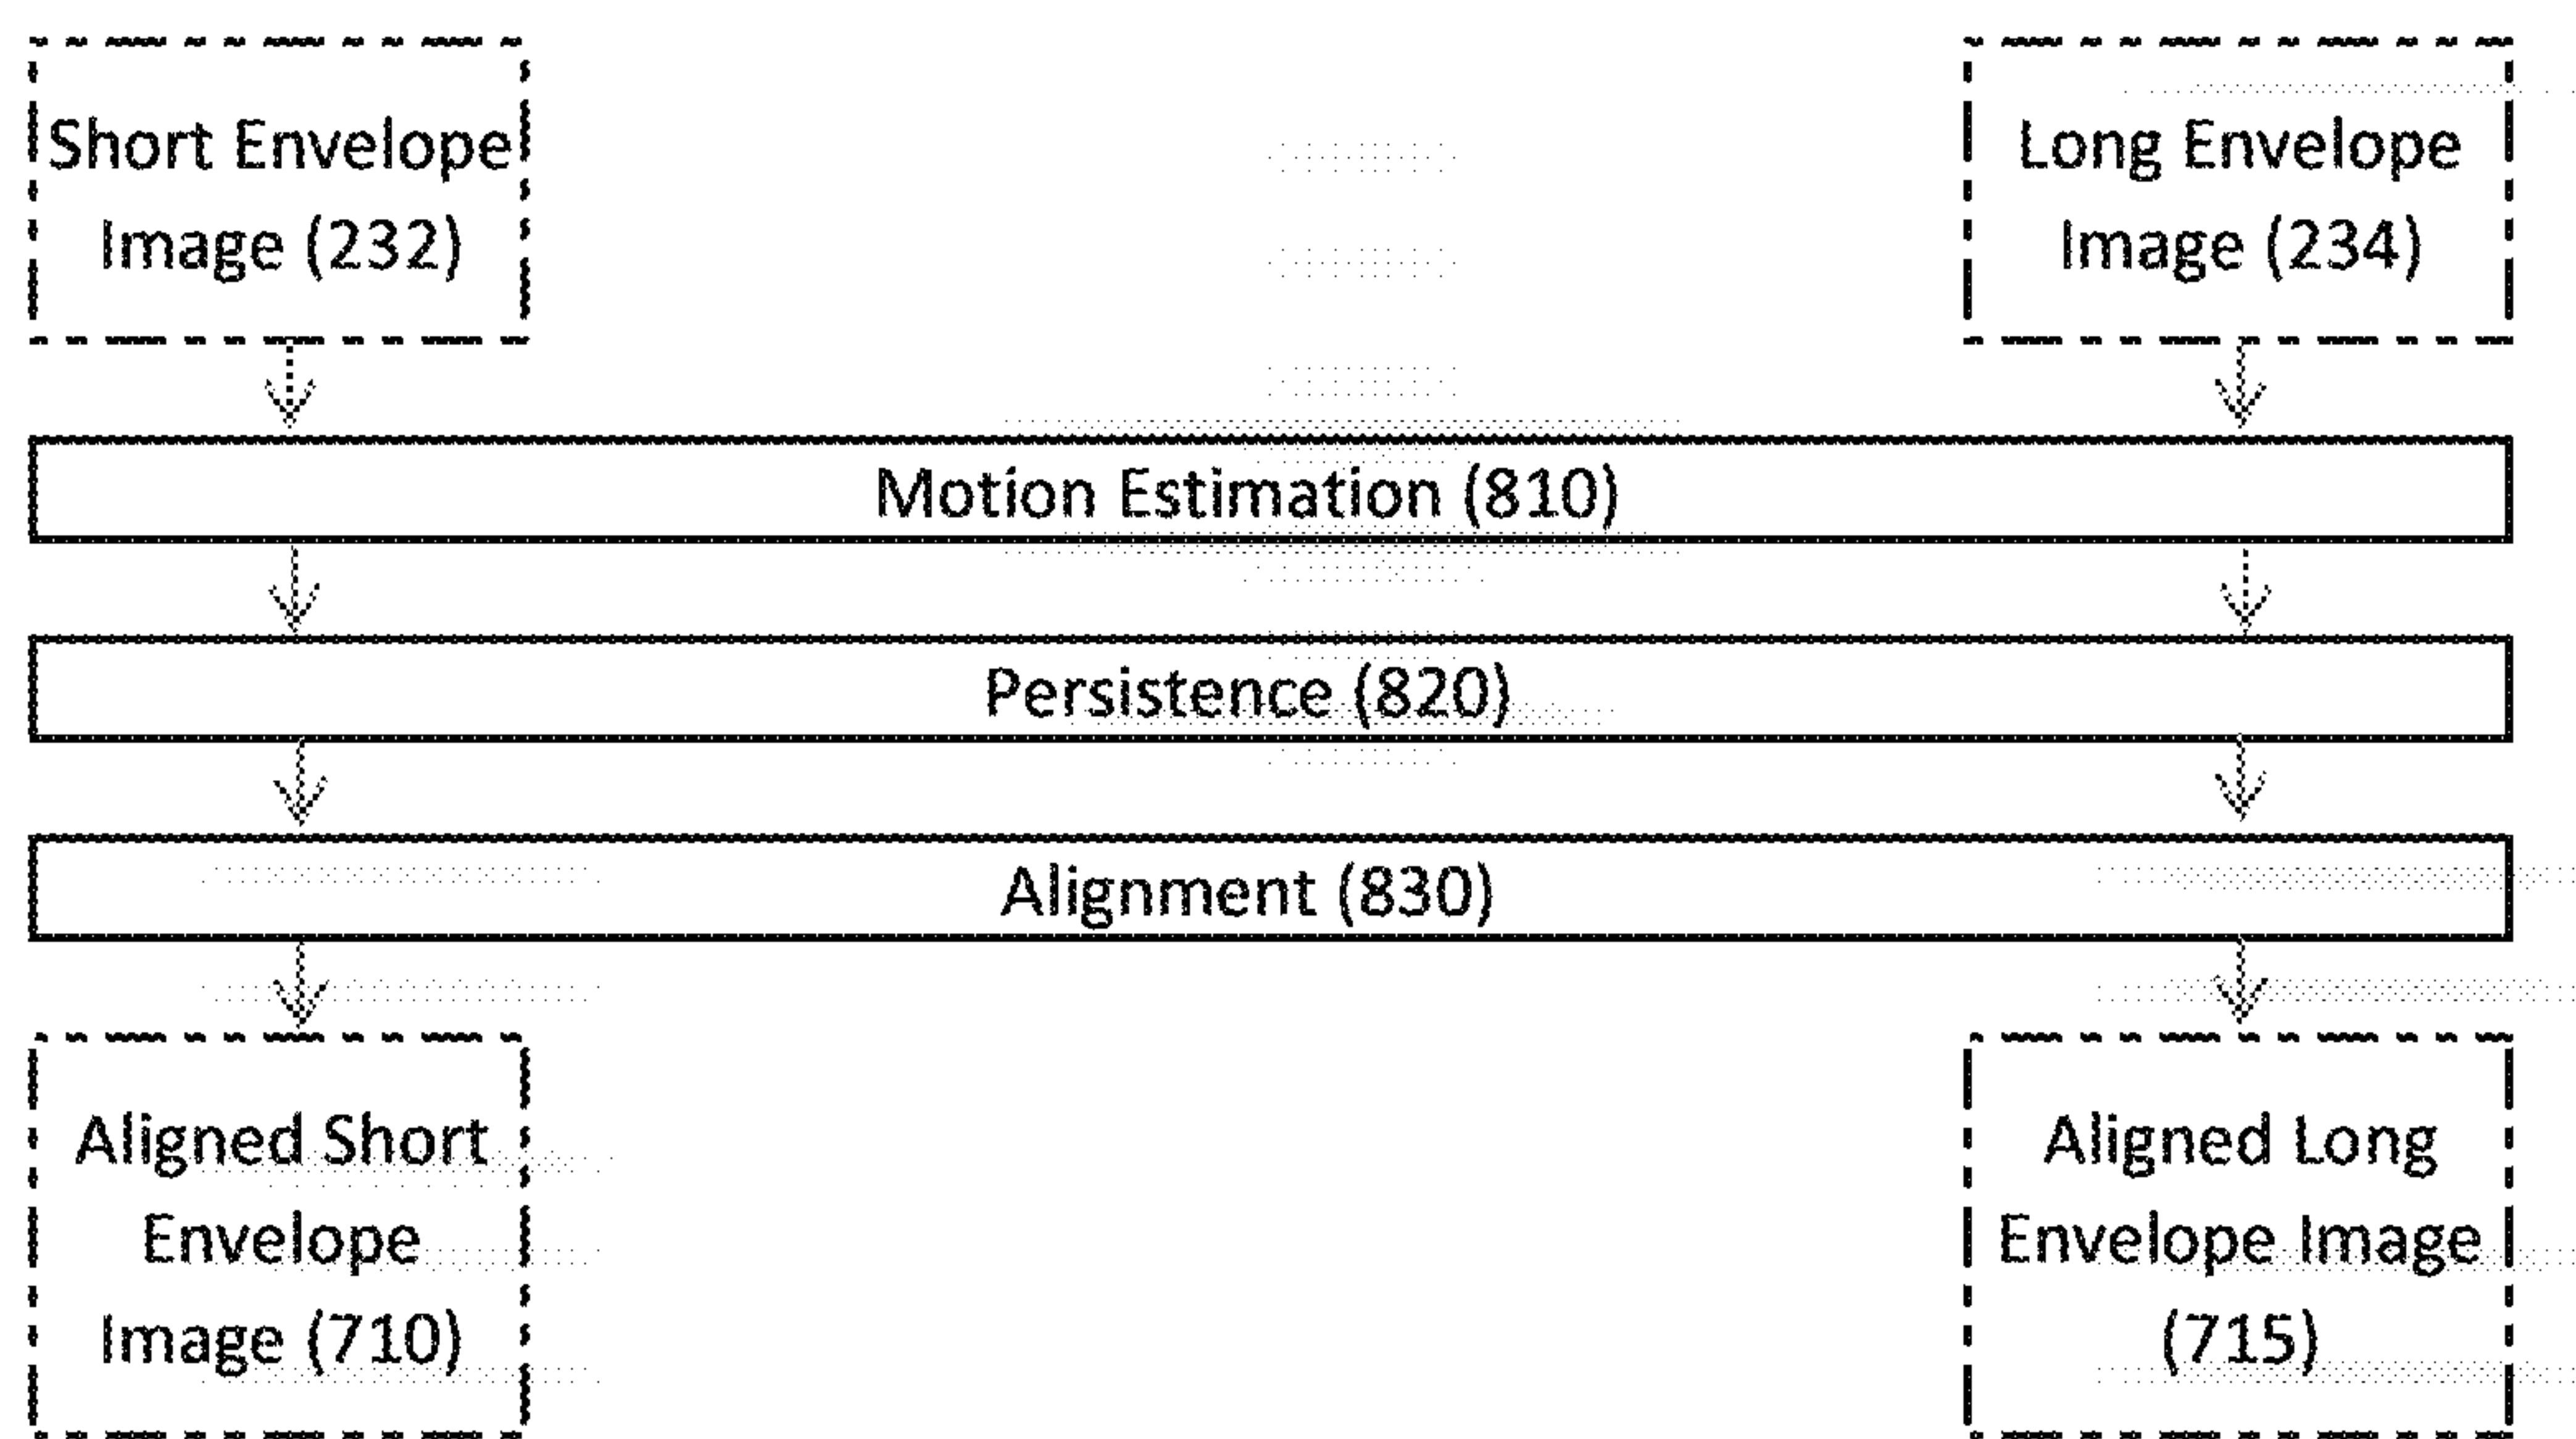 Short Envelope
Image (232)
Long Envelope
Image (234)
Motion Estimation (810)
Persistence (820)
Alignment (830)
Aligned Short
Envelope
Image (710)
Aligned Long
Envelope Image
(715)